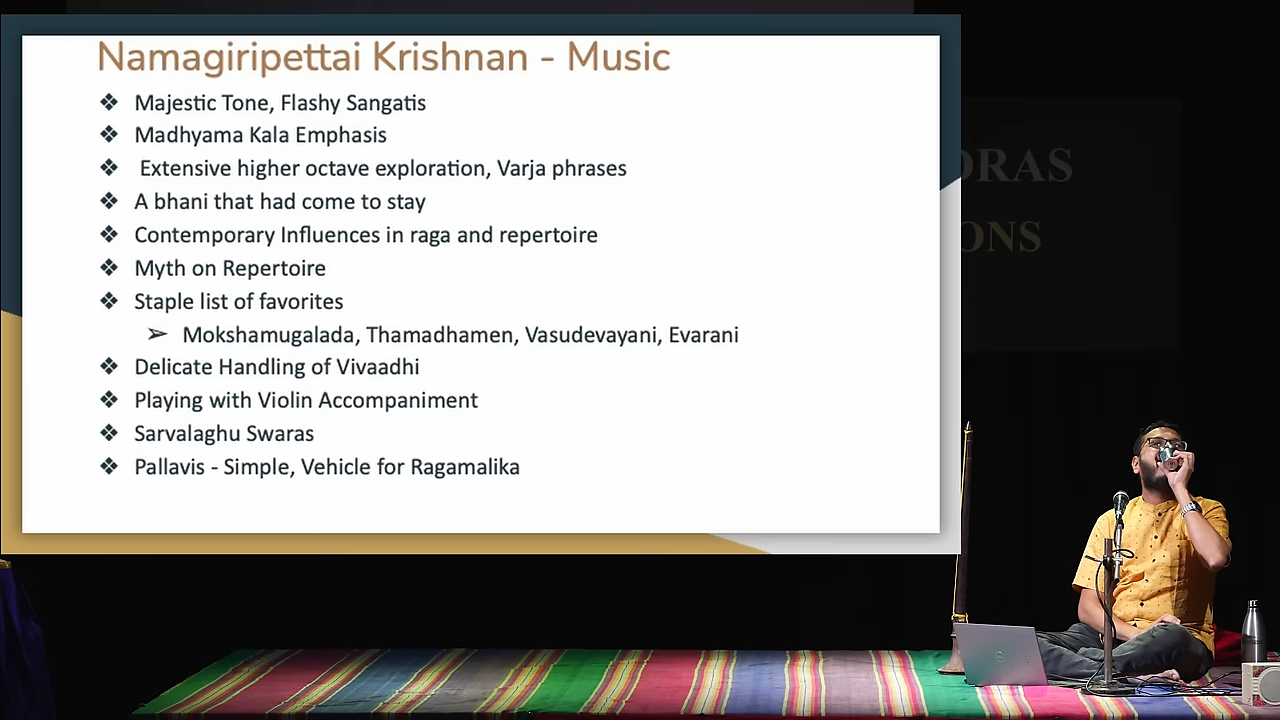 Namagiripettai Krishnan - Music
❖ Majestic Tone, Flashy Sangatis
❖ Madhyama Kala Emphasis
❖ Extensive higher octave exploration, Varja phrases
❖ A bhani that had come to stay
❖ Contemporary Influences in raga and repertoire
❖ Myth on Repertoire
❖ Staple list of favorites
➢ Mokshamugalada, Thamadhamen, Vasudevayani, Evarani
❖ Delicate Handling of Vivaadhi
❖ Playing with Violin Accompaniment
❖ Sarvalaghu Swaras
❖ Pallavis - Simple, Vehicle for Ragamalika
DRAS
ONS